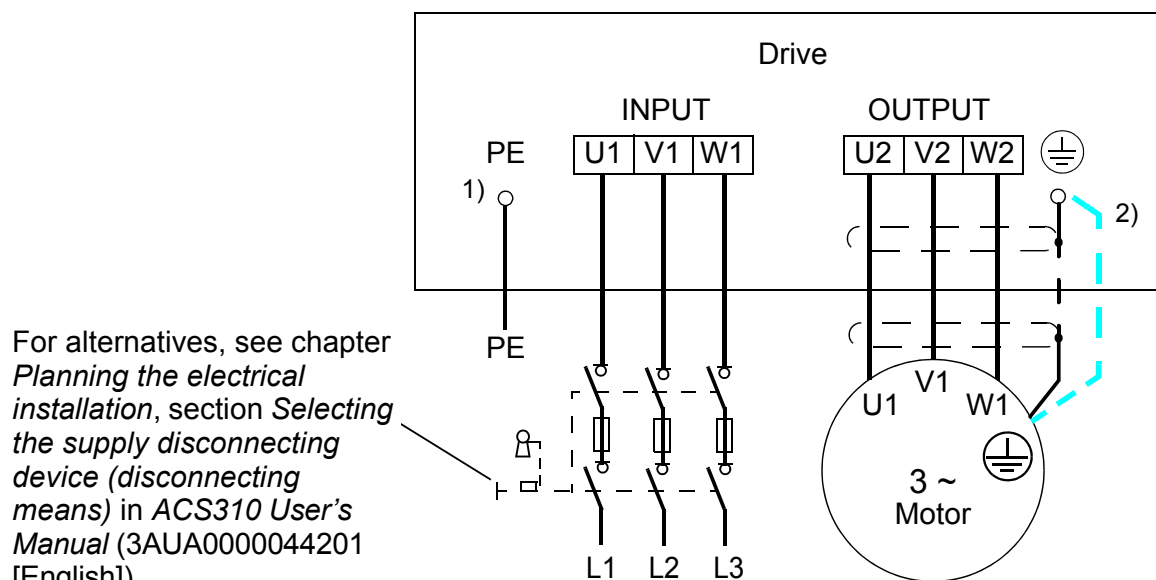 Drive
INPUT
OUTPUT
PE
U1 V1 W1
U2 V2 W2
1)
2)
For alternatives, see chapter
Planning the electrical
installation, section Selecting
the supply disconnecting
device (disconnecting
means) in ACS310 User's
Manual (3AUA0000044201
[English])
PE
U1
V1
W1
3 ~
Motor
L1 L2 L3